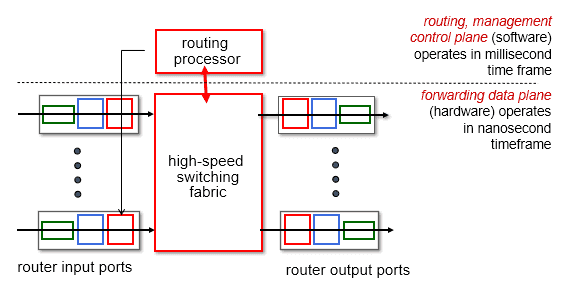 routing, management
control plane (software)
operates in millisecond
time frame
routing
processor
forwarding data plane
(hardware) operates
in nanosecond
timeframe
high-speed
switching
fabric
router input ports
router output ports